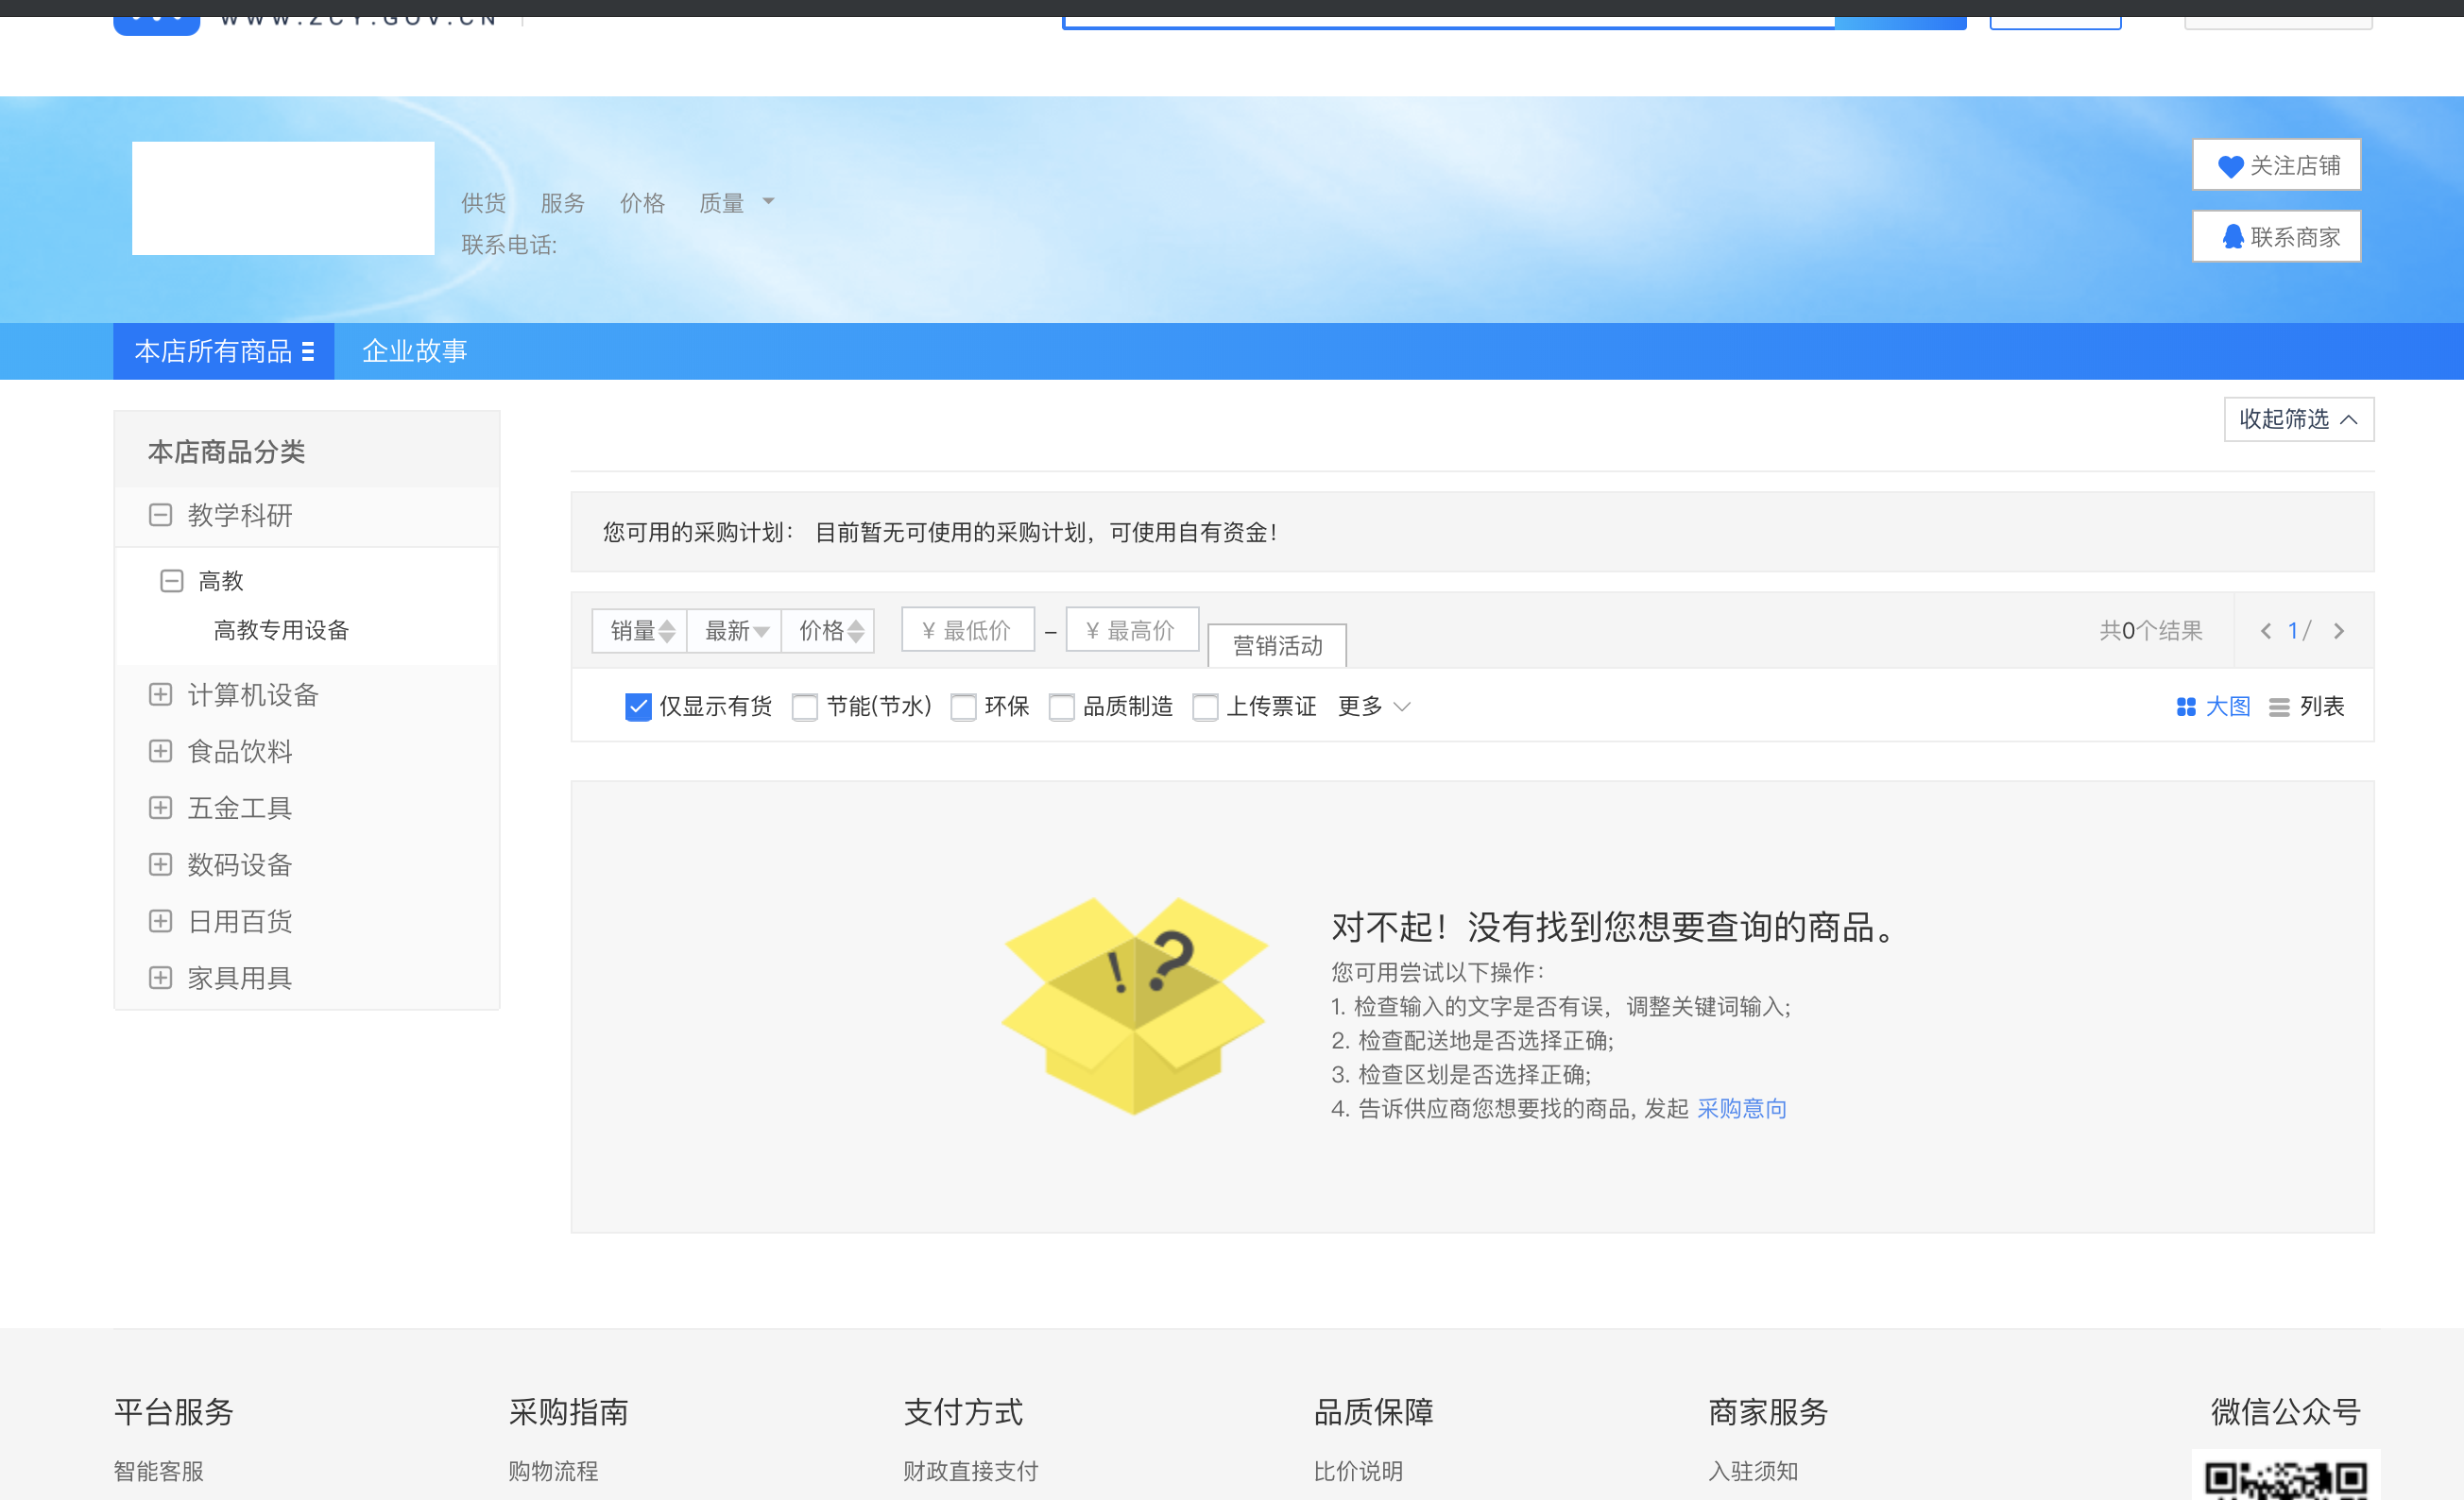 WWW.ZCY.GOV.CN
供货 服务 价格 质量
联系电话:
关注店铺
联系商家
本店所有商品 企业故事
收起筛选
本店商品分类
教学科研
高教
高教专用设备
计算机设备
食品饮料
五金工具
数码设备
日用百货
家具用具
您可用的采购计划： 目前暂无可使用的采购计划，可使用自有资金！
销量 最新 价格 ¥ 最低价 – ¥ 最高价 营销活动 共0个结果 1/
仅显示有货 节能(节水) 环保 品质制造 上传票证 更多 大图 列表
! ?
对不起！没有找到您想要查询的商品。
您可用尝试以下操作：
1. 检查输入的文字是否有误，调整关键词输入;
2. 检查配送地是否选择正确;
3. 检查区划是否选择正确;
4. 告诉供应商您想要找的商品, 发起 采购意向
平台服务 采购指南 支付方式 品质保障 商家服务 微信公众号
智能客服 购物流程 财政直接支付 比价说明 入驻须知